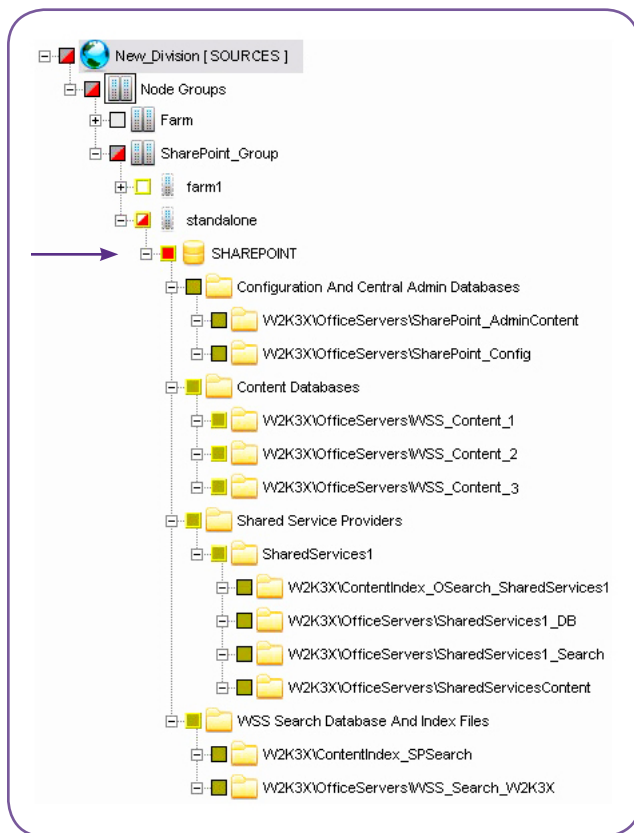 New_Division [ SOURCES ]
Node Groups
Farm
SharePoint_Group
farm1
standalone
SHAREPOINT
Configuration And Central Admin Databases
W2K3X\OfficeServers\SharePoint_AdminContent
W2K3X\OfficeServers\SharePoint_Config
Content Databases
W2K3X\OfficeServers\WSS_Content_1
W2K3X\OfficeServers\WSS_Content_2
W2K3X\OfficeServers\WSS_Content_3
Shared Service Providers
SharedServices1
W2K3X\ContentIndex_OSearch_SharedServices1
W2K3X\OfficeServers\SharedServices1_DB
W2K3X\OfficeServers\SharedServices1_Search
W2K3X\OfficeServers\SharedServicesContent
WSS Search Database And Index Files
W2K3X\ContentIndex_SPSearch
W2K3X\OfficeServers\WSS_Search_W2K3X